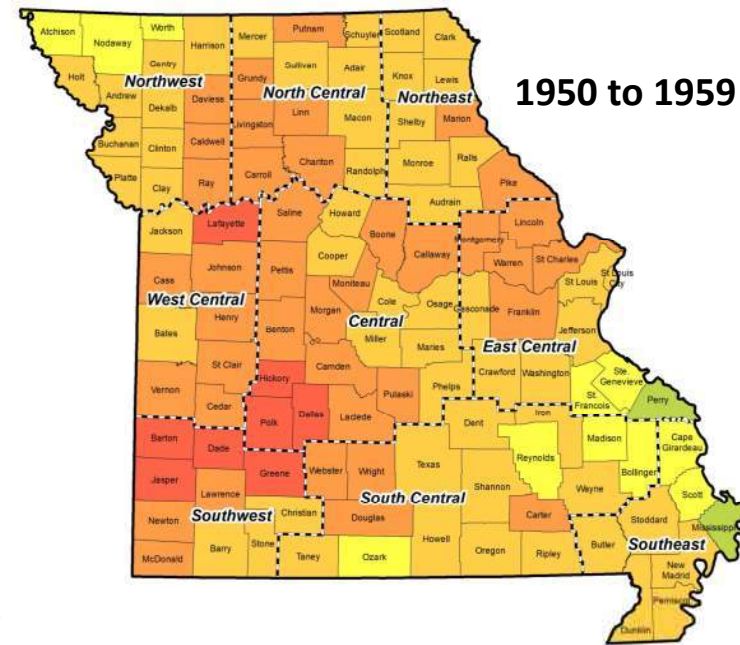 1950 to 1959
Atchison
Nodaway
Worth
Harrison
Mercer
Putnam
Schuyler
Scotland
Clark
Holt
Gentry
Northwest
Grundy
Sullivan
Adair
Knox
Lewis
Andrew
Dekalb
Daviess
North Central
Northeast
Livingston
Linn
Macon
Shelby
Marion
Buchanan
Clinton
Caldwell
Chariton
Monroe
Ralls
Platte
Clay
Ray
Carroll
Randolph
Pike
Audrain
Jackson
Lafayette
Saline
Howard
Boone
Callaway
Montgomery
Lincoln
Cooper
Warren
St Charles
Cass
Johnson
Pettis
Moniteau
St Louis
St Louis
City
West Central
Henry
Morgan
Cole
Osage
Gasconade
Franklin
Bates
Benton
Central
Miller
Maries
Jefferson
East Central
St Clair
Hickory
Camden
Crawford
Washington
Ste.
Genevieve
Vernon
Cedar
Polk
Dallas
Laclede
Pulaski
Phelps
St.
Francois
Perry
Barton
Dade
Dent
Iron
Madison
Cape
Girardeau
Jasper
Greene
Webster
Wright
Texas
Reynolds
Bollinger
Lawrence
Shannon
Wayne
Scott
Southwest
Christian
South Central
Stoddard
Mississippi
Newton
Douglas
Carter
Southeast
McDonald
Barry
Stone
Taney
Ozark
Howell
Oregon
Ripley
Butler
New
Madrid
Pemiscot
Dunklin